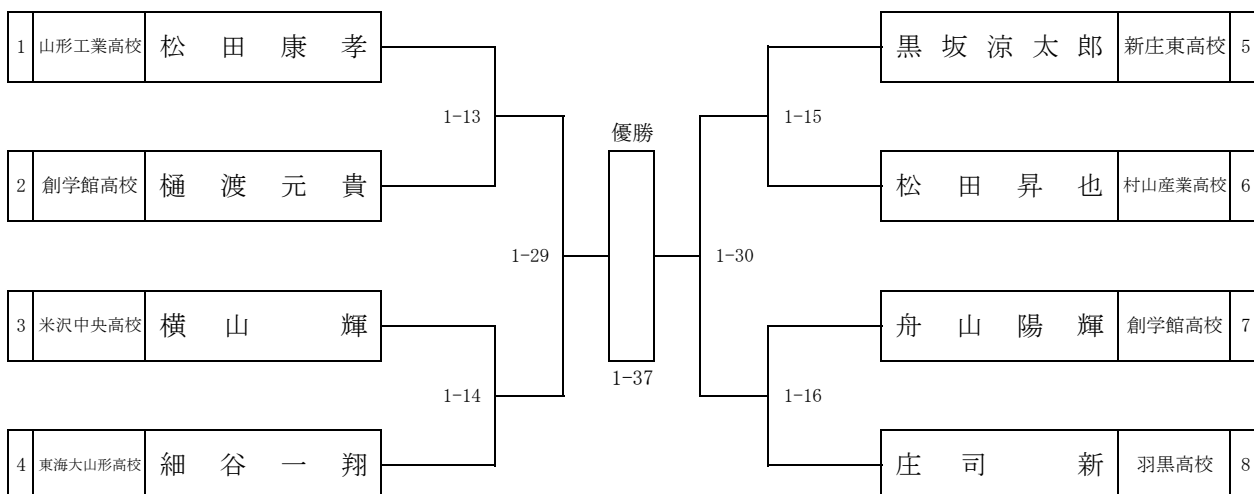 1 山形工業高校 松田康孝
黒坂涼太郎 新庄東高校 5
1-13
1-15
優勝
2 創学館高校 樋渡元貴
松田昇也 村山産業高校 6
1-29
1-30
3 米沢中央高校 横山輝
舟山陽輝 創学館高校 7
1-37
1-14
1-16
4 東海大山形高校 細谷一翔
庄司新 羽黒高校 8